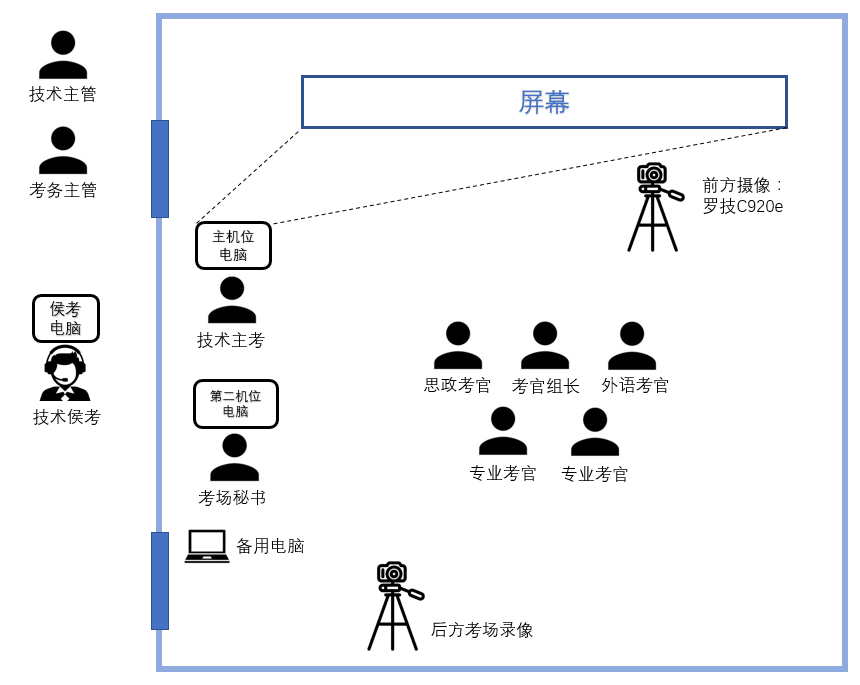 技术主管
考务主管
侯考
电脑
技术侯考
屏幕
前方摄像：
罗技C920e
主机位
电脑
技术主考
第二机位
电脑
考场秘书
备用电脑
思政考官
考官组长
外语考官
专业考官
专业考官
后方考场录像